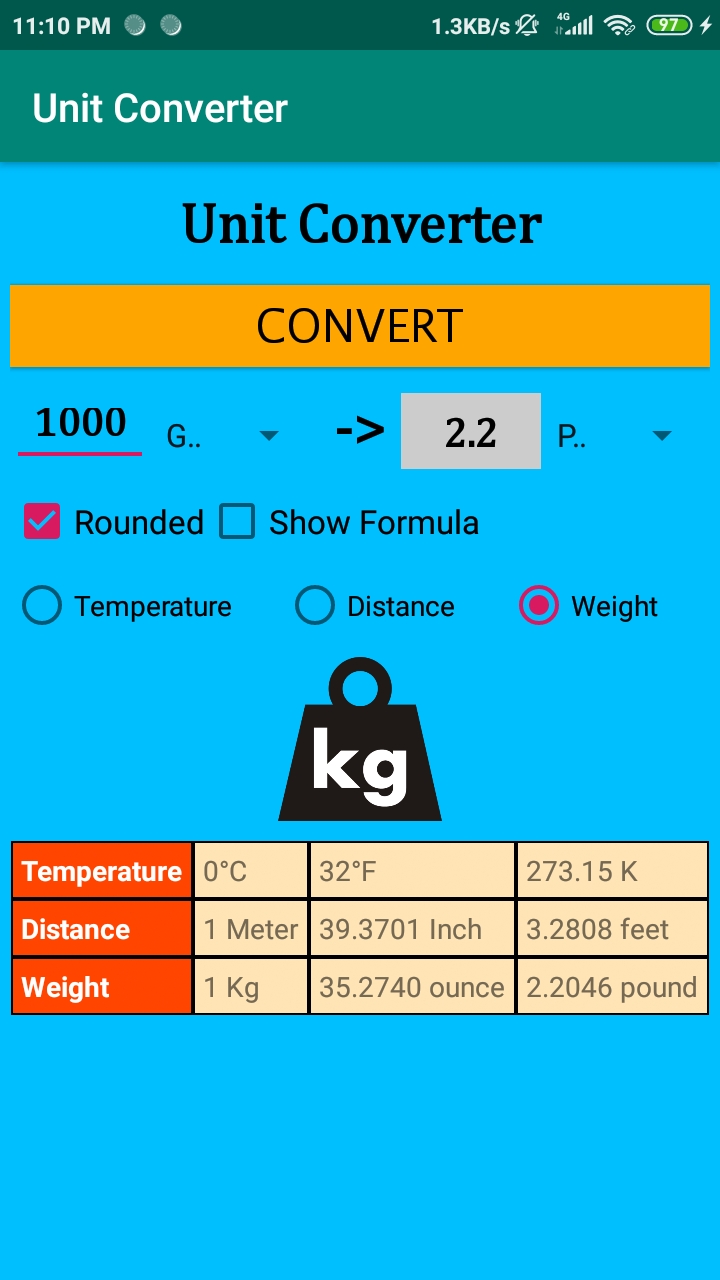 11:10 PM 1.3KB/s 4G 97
Unit Converter
Unit Converter
CONVERT
1000 G.. -> 2.2 P..
Rounded Show Formula
Temperature Distance Weight
kg
Temperature 0°C 32°F 273.15 K
Distance 1 Meter 39.3701 Inch 3.2808 feet
Weight 1 Kg 35.2740 ounce 2.2046 pound